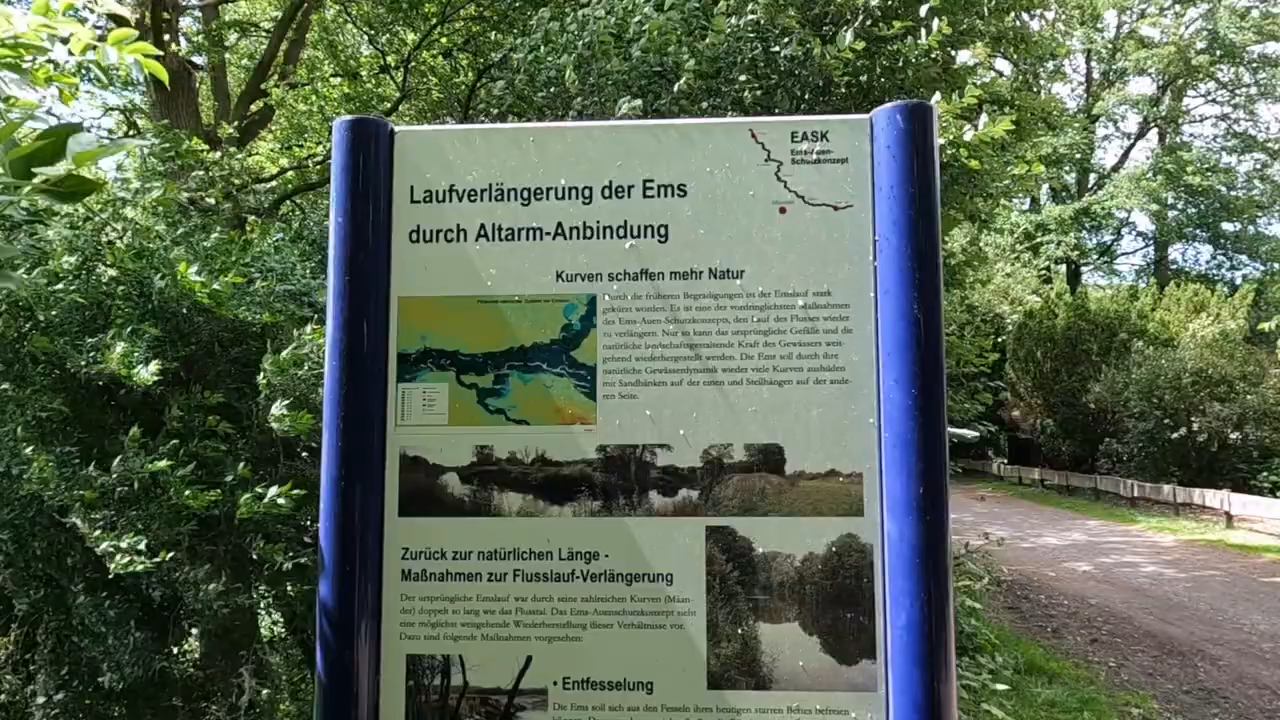 EASK
Ems-Auen-
Schutzkonzept
Münster
Laufverlängerung der Ems
durch Altarm-Anbindung
Kurven schaffen mehr Natur
Durch die früheren Begradigungen ist der Emslauf stark
gekürzt worden. Es ist eine der vordringlichsten Maßnahmen
des Ems-Auen-Schutzkonzepts, den Lauf des Flusses wieder
zu verlängern. Nur so kann das ursprüngliche Gefälle und die
natürliche landschaftsgestaltende Kraft des Gewässers weit-
gehend wiederhergestellt werden. Die Ems soll durch ihre
natürliche Gewässerdynamik wieder viele Kurven ausbilden
mit Sandbänken auf der einen und Steilhängen auf der ande-
ren Seite.
Zurück zur natürlichen Länge -
Maßnahmen zur Flusslauf-Verlängerung
Der ursprüngliche Emslauf war durch seine zahlreichen Kurven (Mäan-
der) doppelt so lang wie das Flusstal. Das Ems-Auenschutzkonzept sieht
eine möglichst weitgehende Wiederherstellung dieser Verhältnisse vor.
Dazu sind folgende Maßnahmen vorgesehen:
• Entfesselung
Die Ems soll sich aus den Fesseln ihres heutigen starren Bettes befreien